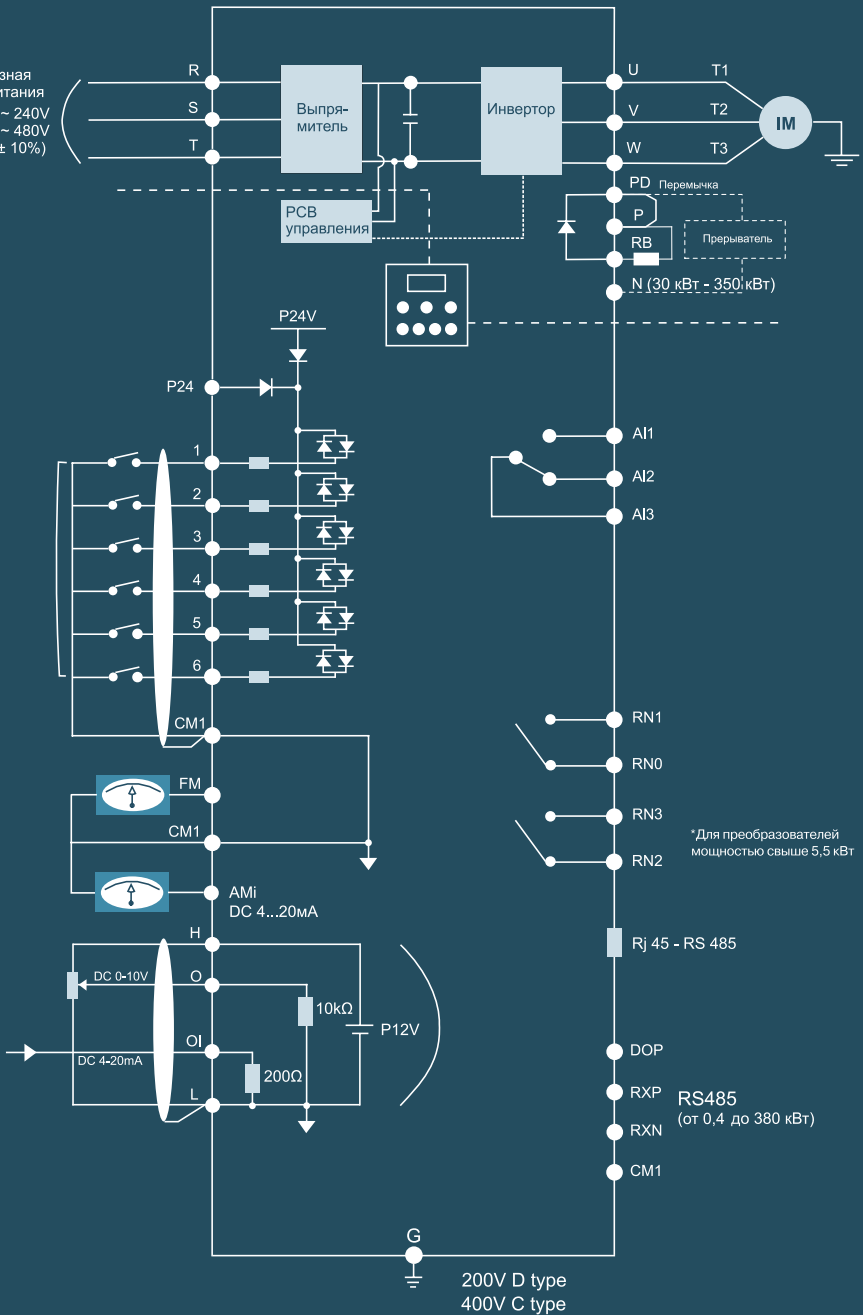 R
S
T
~ 240V
~ 480V
± 10%)
Выпря-
митель
Инвертор
U
V
W
T1
T2
T3
IM
PCB
управления
PD
Перемычка
P
RB
Прерыватель
N (30 кВт - 350 кВт)
P24V
P24
1
2
3
4
5
6
CM1
FM
CM1
AMi
DC 4...20мА
H
DC 0-10V
O
10kΩ
P12V
OI
DC 4-20mA
200Ω
L
AI1
AI2
AI3
RN1
RN0
RN3
RN2
*Для преобразователей
мощностью свыше 5,5 кВт
Rj 45 - RS 485
DOP
RXP
RXN
CM1
RS485
(от 0,4 до 380 кВт)
G
200V D type
400V C type